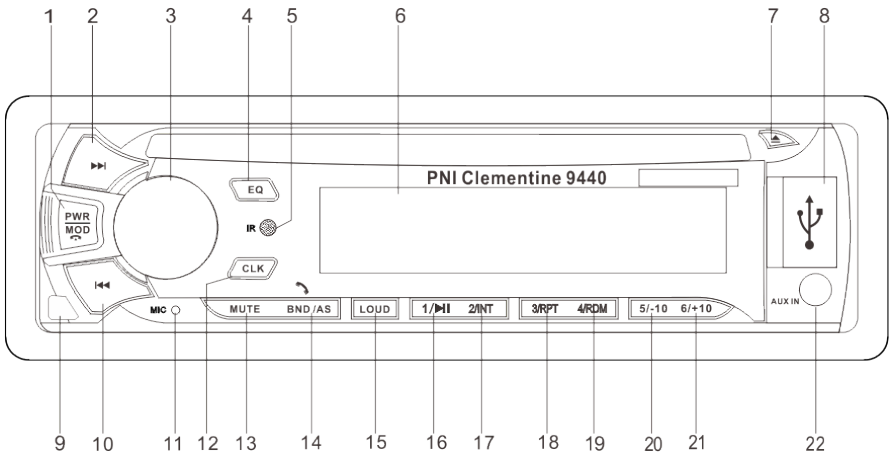 1 2 3 4 5 6 7 8
PNI Clementine 9440
EQ
PWR
MOD
IR
CLK
MIC
MUTE BND/AS LOUD 1/▶II 2/INT 3/RPT 4/RDM 5/-10 6/+10
AUX IN
9 10 11 12 13 14 15 16 17 18 19 20 21 22